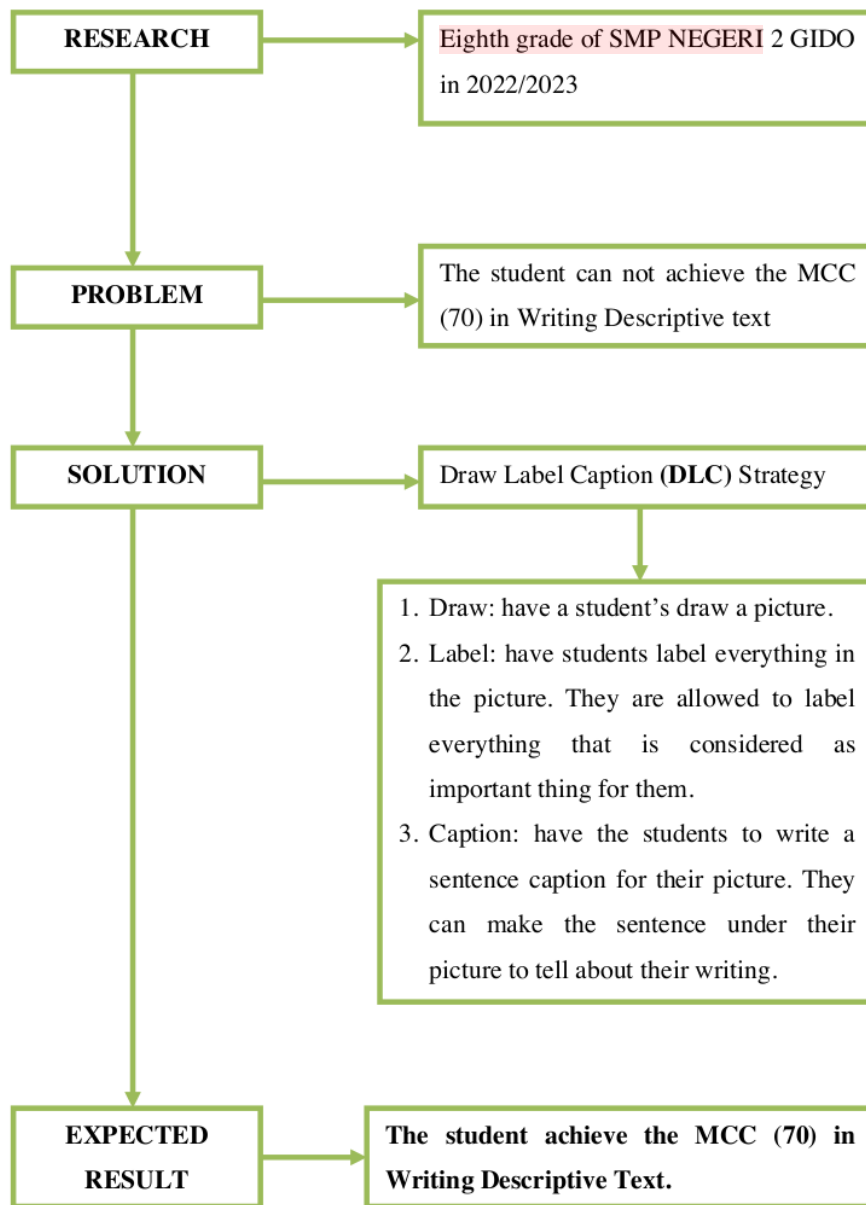 RESEARCH
Eighth grade of SMP NEGERI 2 GIDO
in 2022/2023
PROBLEM
The student can not achieve the MCC
(70) in Writing Descriptive text
SOLUTION
Draw Label Caption (DLC) Strategy
1. Draw: have a student’s draw a picture.
2. Label: have students label everything in
the picture. They are allowed to label
everything that is considered as
important thing for them.
3. Caption: have the students to write a
sentence caption for their picture. They
can make the sentence under their
picture to tell about their writing.
EXPECTED
RESULT
The student achieve the MCC (70) in
Writing Descriptive Text.